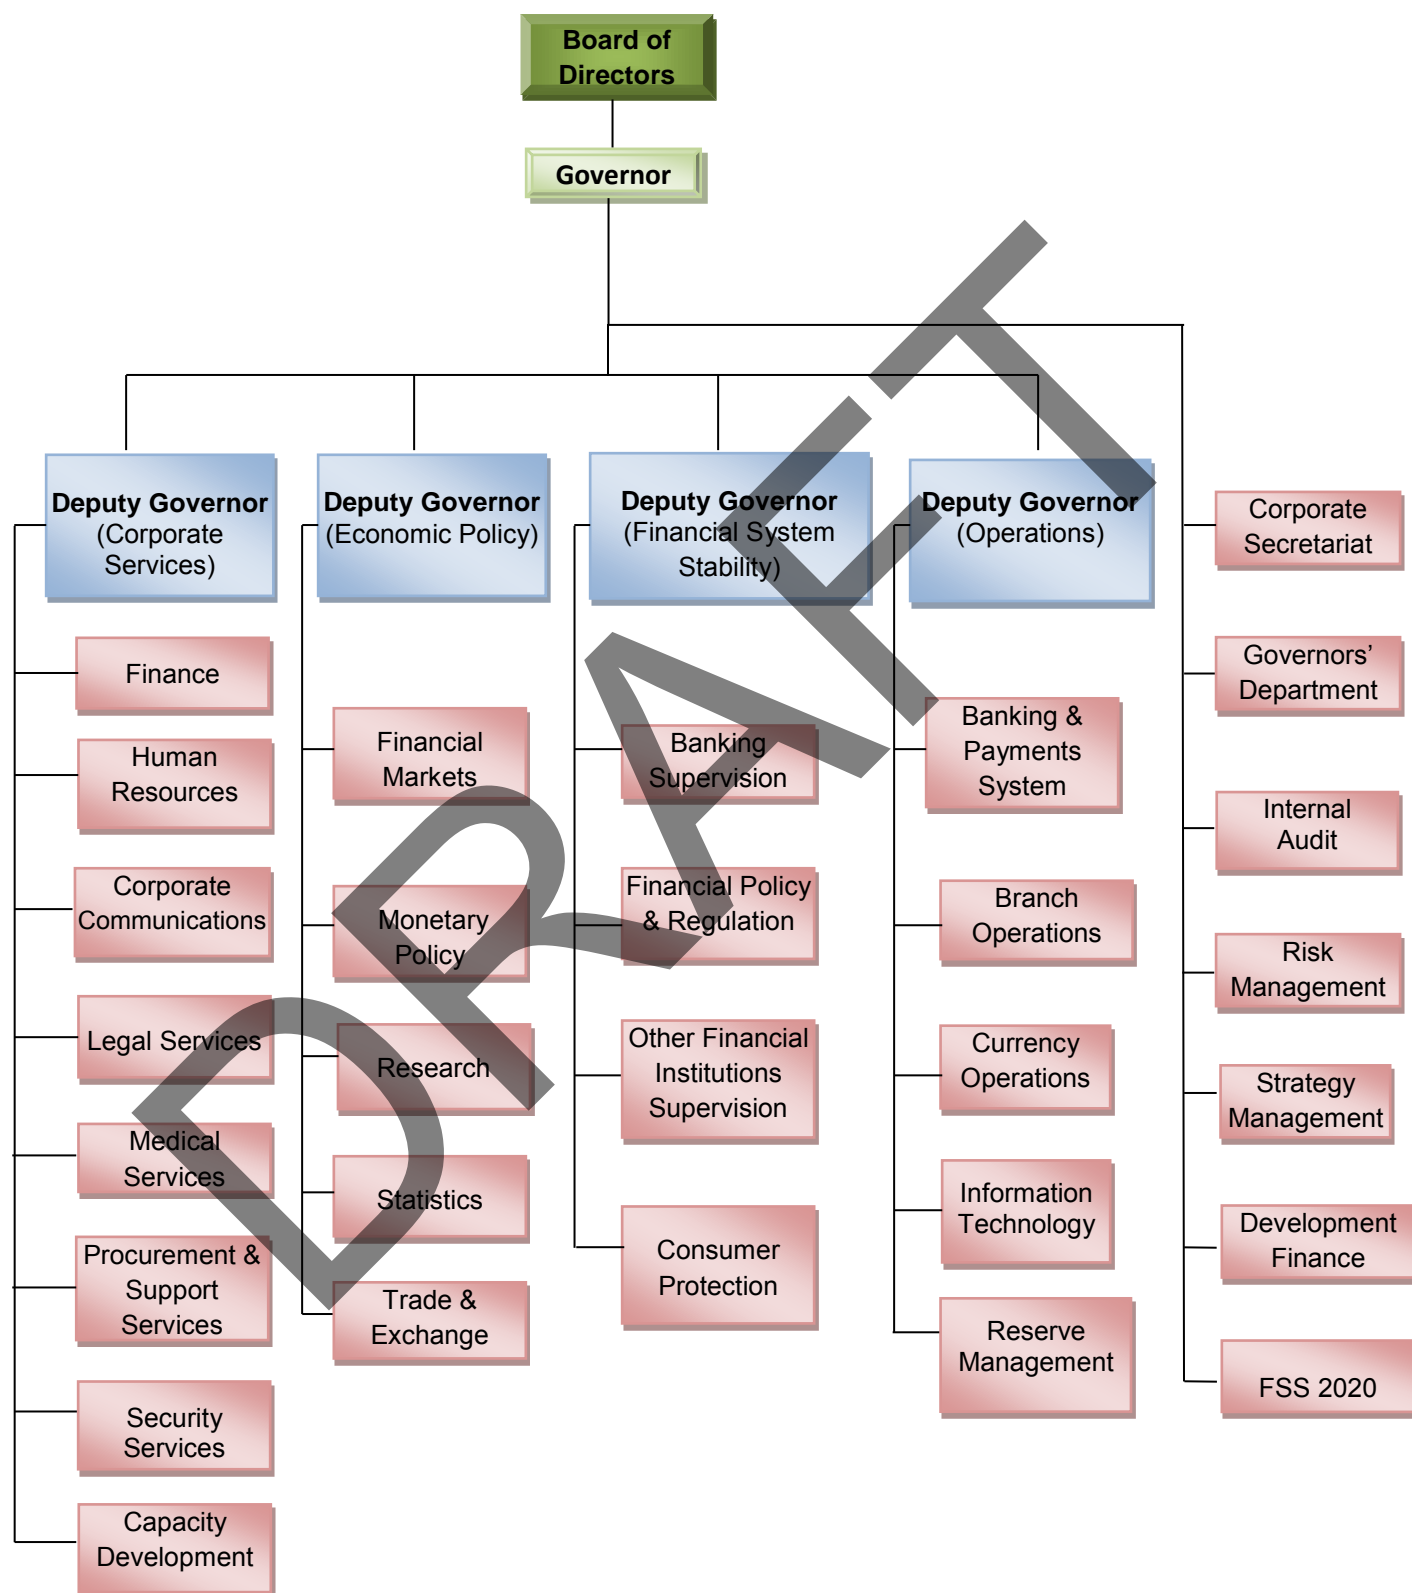 Board of
Directors
Governor
Deputy Governor
(Corporate
Services)
Finance
Human
Resources
Corporate
Communications
Legal Services
Medical
Services
Procurement &
Support
Services
Security
Services
Capacity
Development
Deputy Governor
(Economic Policy)
Financial
Markets
Monetary
Policy
Research
Statistics
Trade &
Exchange
Deputy Governor
(Financial System
Stability)
Banking
Supervision
Financial Policy
& Regulation
Other Financial
Institutions
Supervision
Consumer
Protection
Deputy Governor
(Operations)
Banking &
Payments
System
Branch
Operations
Currency
Operations
Information
Technology
Reserve
Management
Corporate
Secretariat
Governors’
Department
Internal
Audit
Risk
Management
Strategy
Management
Development
Finance
FSS 2020
DRAFT